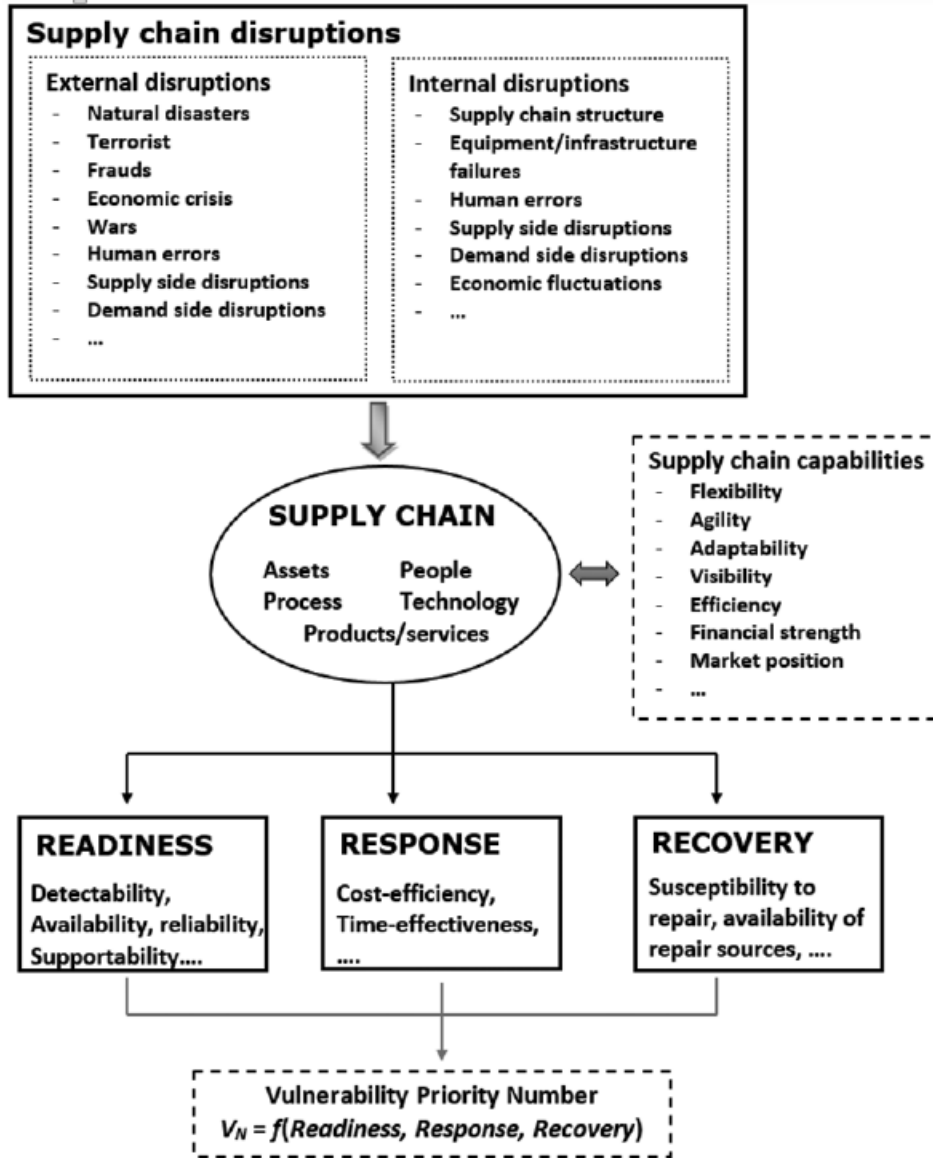 Supply chain disruptions
External disruptions
- Natural disasters
- Terrorist
- Frauds
- Economic crisis
- Wars
- Human errors
- Supply side disruptions
- Demand side disruptions
- ...
Internal disruptions
- Supply chain structure
- Equipment/infrastructure
failures
- Human errors
- Supply side disruptions
- Demand side disruptions
- Economic fluctuations
- ...
SUPPLY CHAIN
Assets People
Process Technology
Products/services
Supply chain capabilities
- Flexibility
- Agility
- Adaptability
- Visibility
- Efficiency
- Financial strength
- Market position
- ...
READINESS
Detectability,
Availability, reliability,
Supportability....
RESPONSE
Cost-efficiency,
Time-effectiveness,
....
RECOVERY
Susceptibility to
repair, availability of
repair sources, ....
Vulnerability Priority Number
V_N = f(Readiness, Response, Recovery)